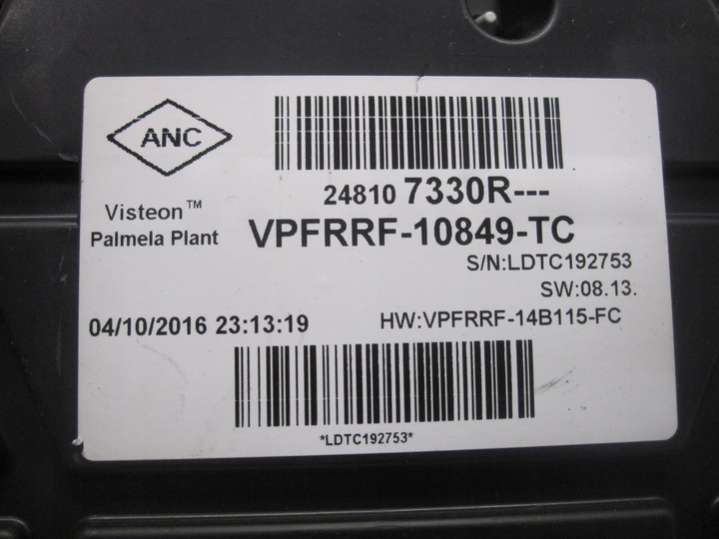 ANC
24810 7330R---
Visteon™
Palmela Plant
VPFRRF-10849-TC
S/N:LDTC192753
SW:08.13.
04/10/2016 23:13:19
HW:VPFRRF-14B115-FC
*LDTC192753*